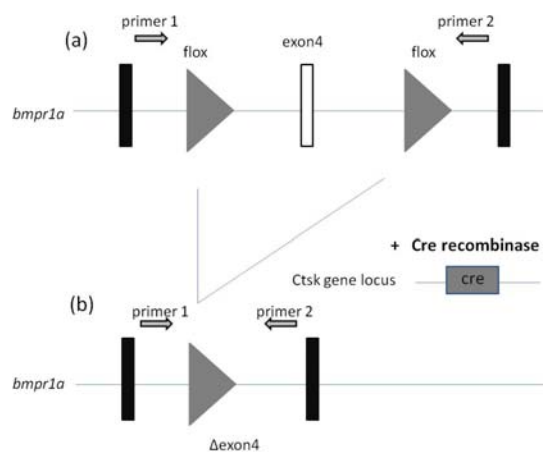 primer 1
primer 2
(a)
flox
exon4
flox
bmpr1a
+ Cre recombinase
Ctsk gene locus
cre
(b)
primer 1
primer 2
bmpr1a
Δexon4